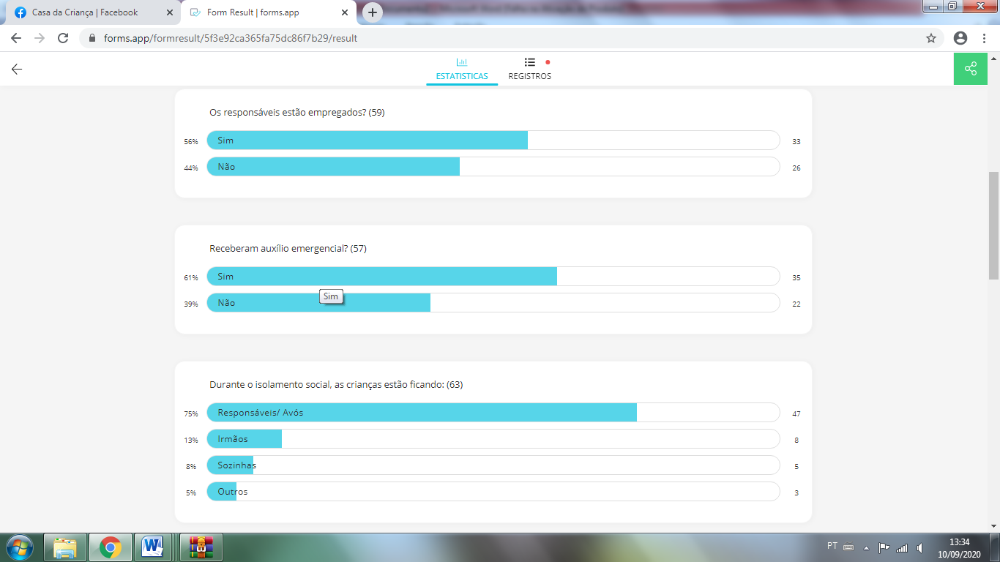 Casa da Criança | Facebook
Form Result | forms.app
forms.app/formresult/5f3e92ca365fa75dc86f7b29/result
ESTATISTICAS
REGISTROS
Os responsáveis estão empregados? (59)
56% Sim 33
44% Não 26
Receberam auxílio emergencial? (57)
61% Sim 35
Sim
39% Não 22
Durante o isolamento social, as crianças estão ficando: (63)
75% Responsáveis/ Avós 47
13% Irmãos 8
8% Sozinhas 5
5% Outros 3
PT
13:34
10/09/2020